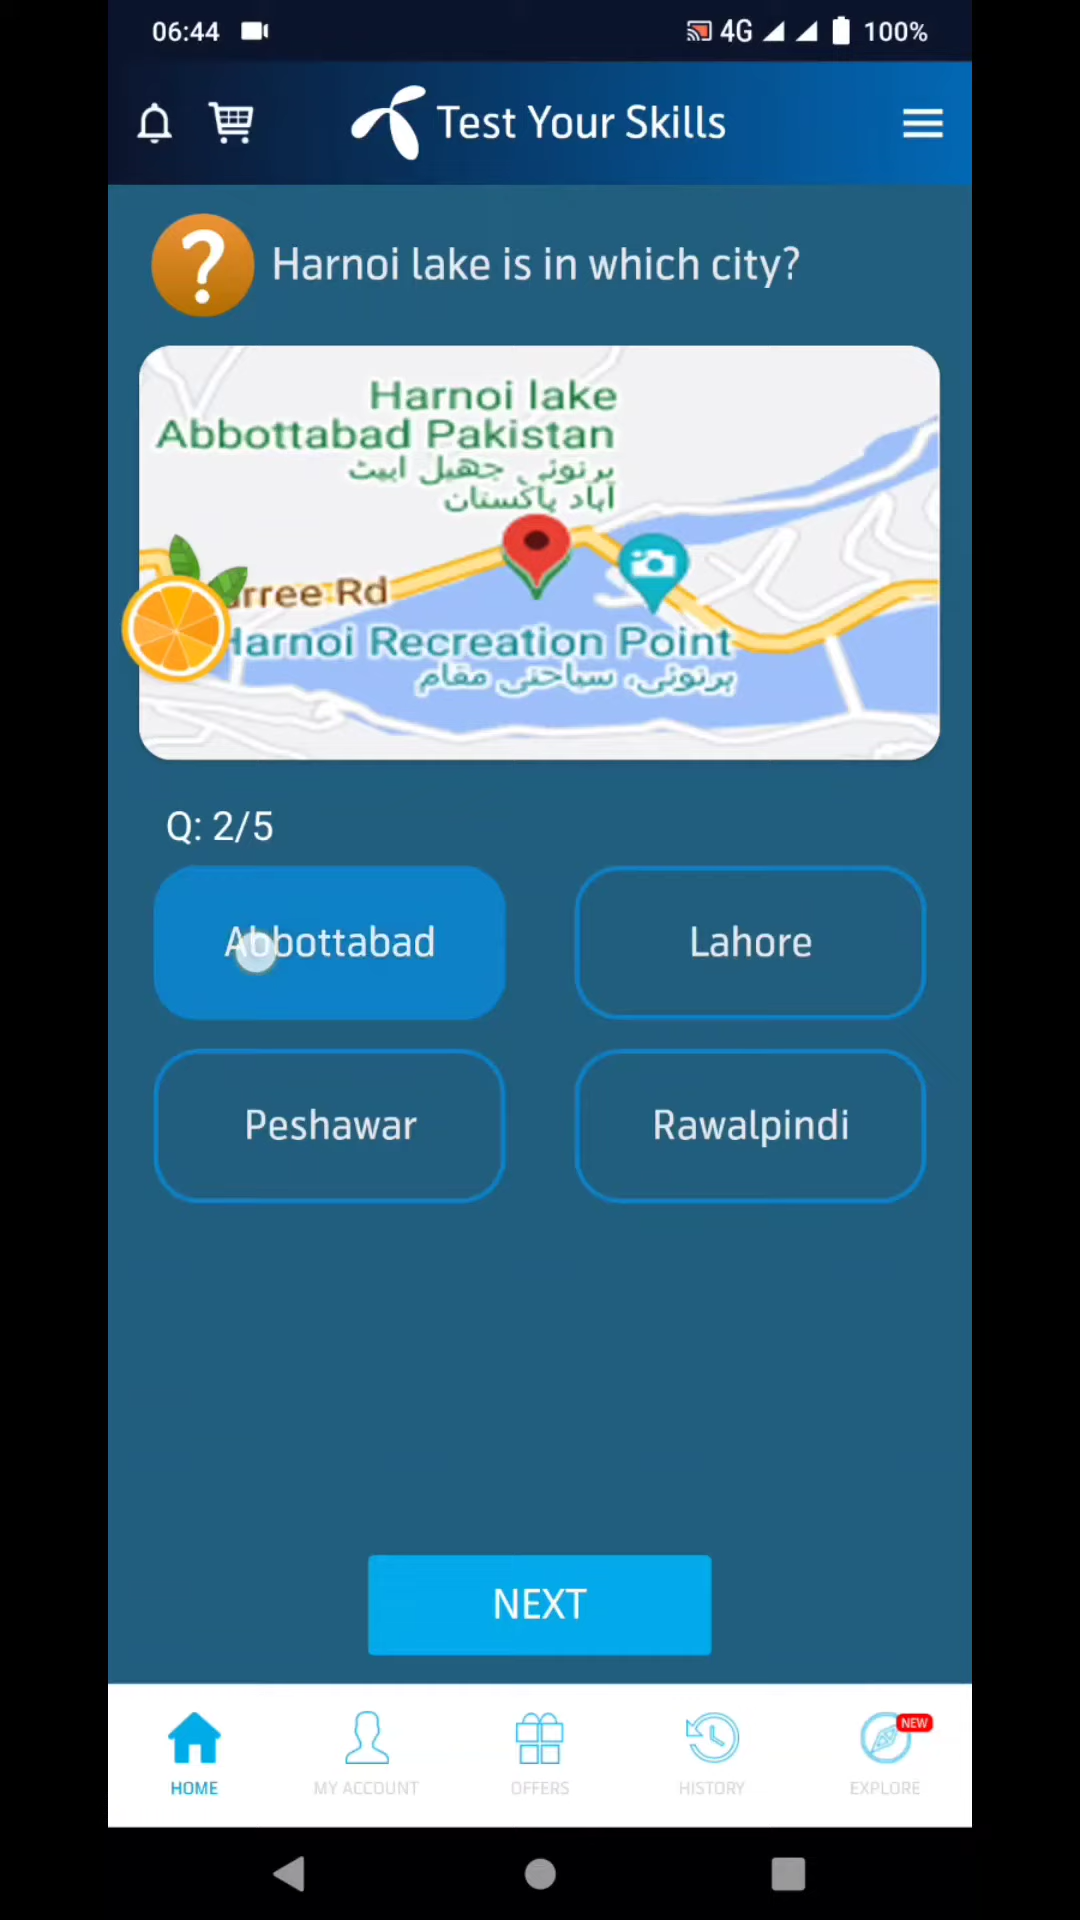 06:44 4G 100%
Test Your Skills
Harnoi lake is in which city?
Harnoi lake
Abbottabad Pakistan
ہرنوئی جھیل ایبٹ
آباد پاکستان
rree Rd
Harnoi Recreation Point
ہرنوئی، سیاحتی مقام
Q: 2/5
Abbottabad Lahore
Peshawar Rawalpindi
NEXT
NEW
HOME MY ACCOUNT OFFERS HISTORY EXPLORE